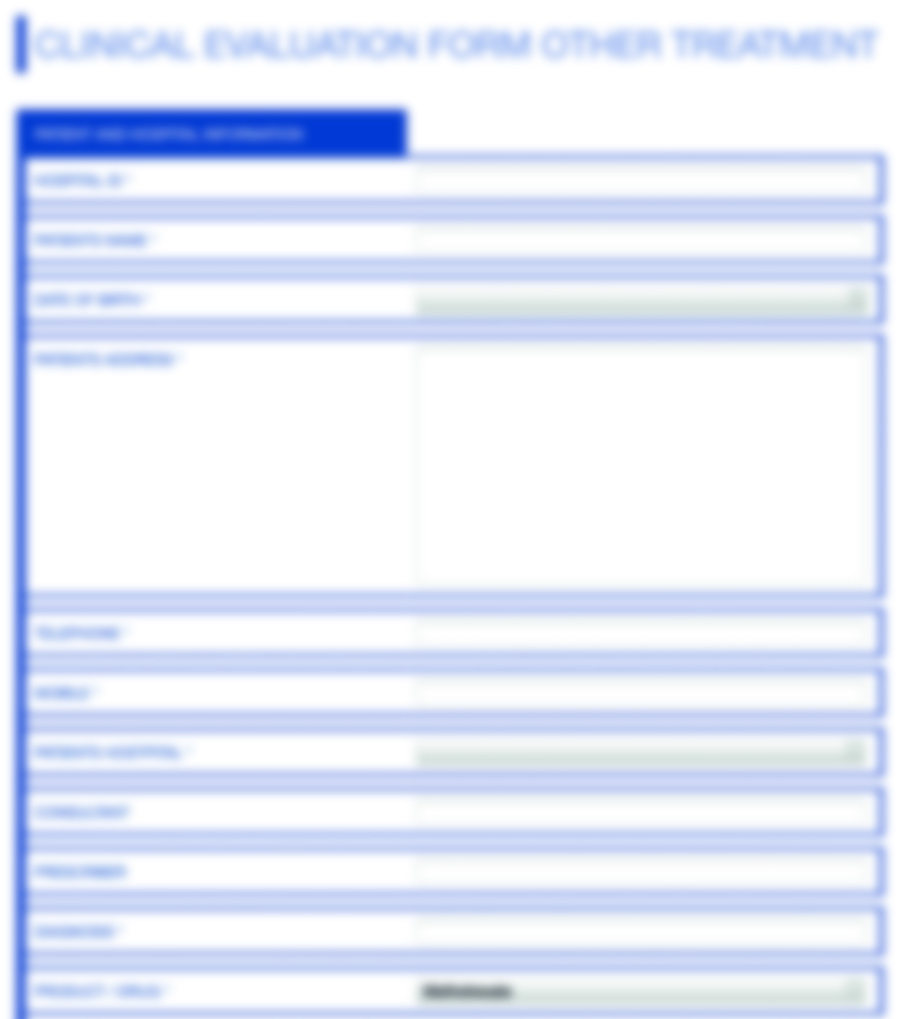 CLINICAL EVALUATION FORM OTHER TREATMENT
PATIENT AND HOSPITAL INFORMATION
HOSPITAL ID *
PATIENTS NAME *
DATE OF BIRTH *
PATIENTS ADDRESS *
TELEPHONE *
MOBILE *
PATIENTS HOSPITAL *
CONSULTANT
PRESCRIBER
DIAGNOSIS *
PRODUCT / DRUG *